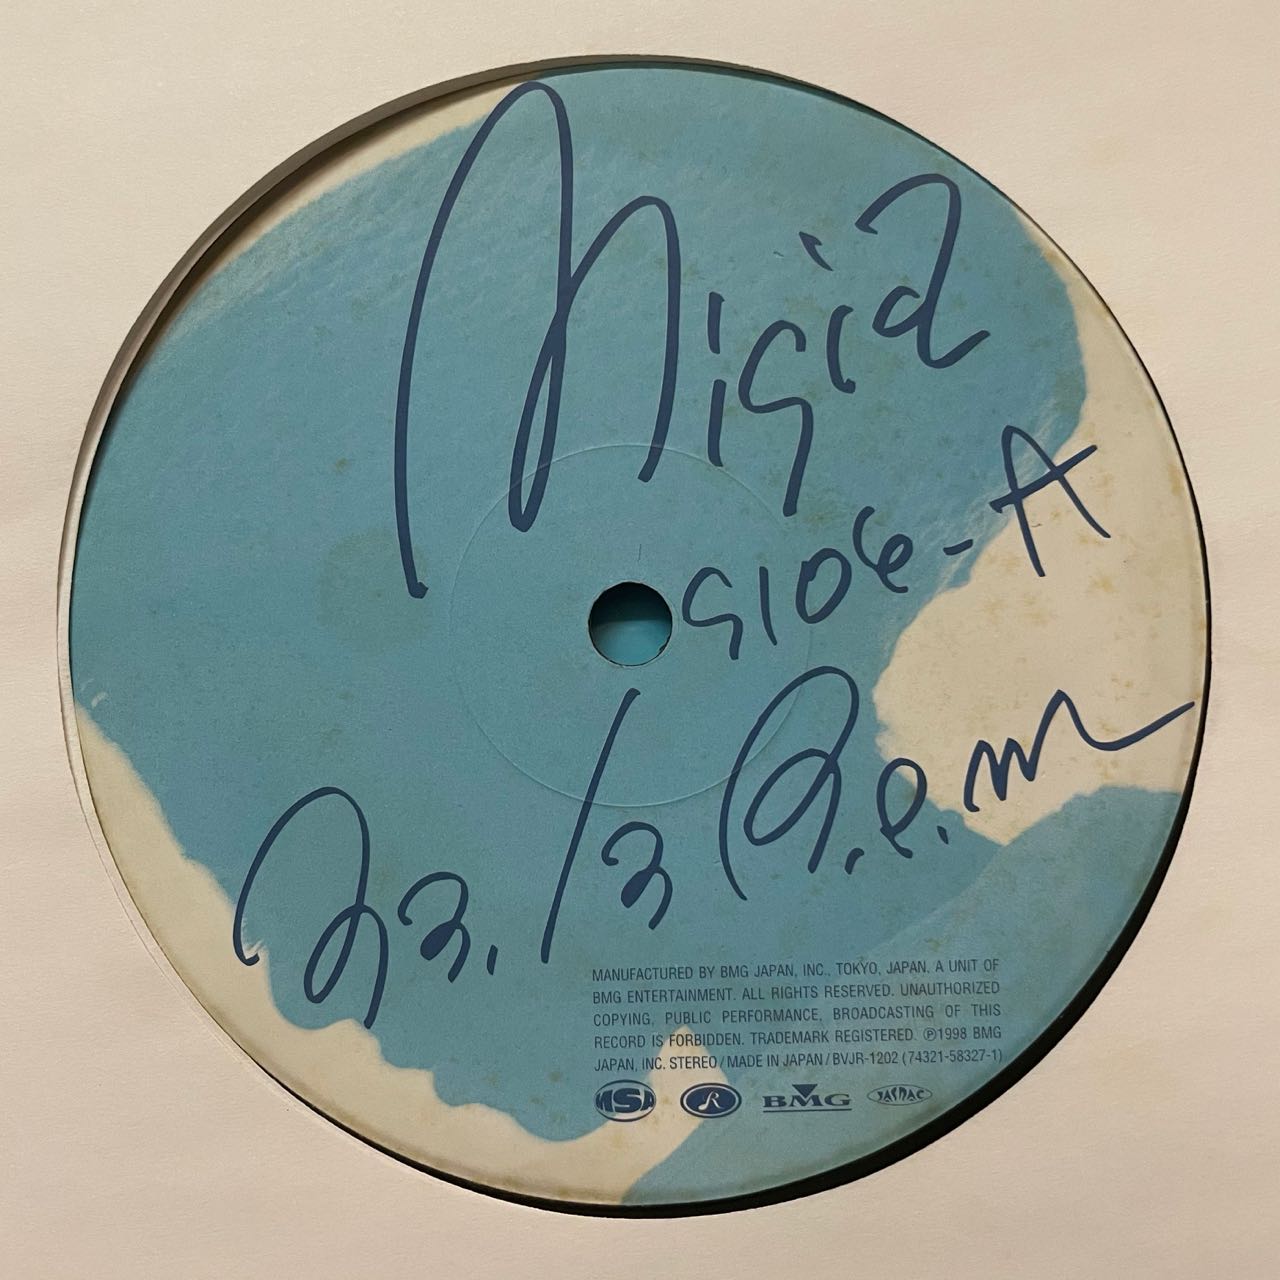 Misia
SIDE-A
33.1/3 R.P.M
MANUFACTURED BY BMG JAPAN, INC., TOKYO, JAPAN. A UNIT OF
BMG ENTERTAINMENT. ALL RIGHTS RESERVED. UNAUTHORIZED
COPYING, PUBLIC PERFORMANCE, BROADCASTING OF THIS
RECORD IS FORBIDDEN. TRADEMARK REGISTERED. ℗1998 BMG
JAPAN, INC. STEREO/MADE IN JAPAN/BVJR-1202 (74321-58327-1)
R BMG JASRAC